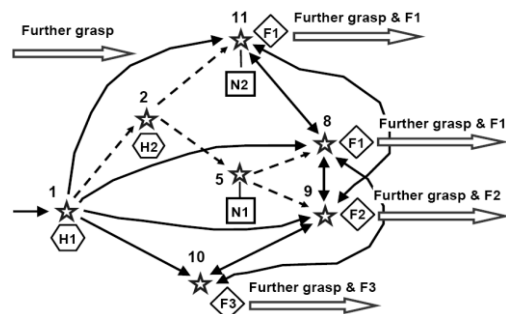 11
F1
Further grasp & F1
Further grasp
N2
2
H2
8
F1
Further grasp & F1
5
N1
9
F2
Further grasp & F2
1
H1
10
F3
Further grasp & F3